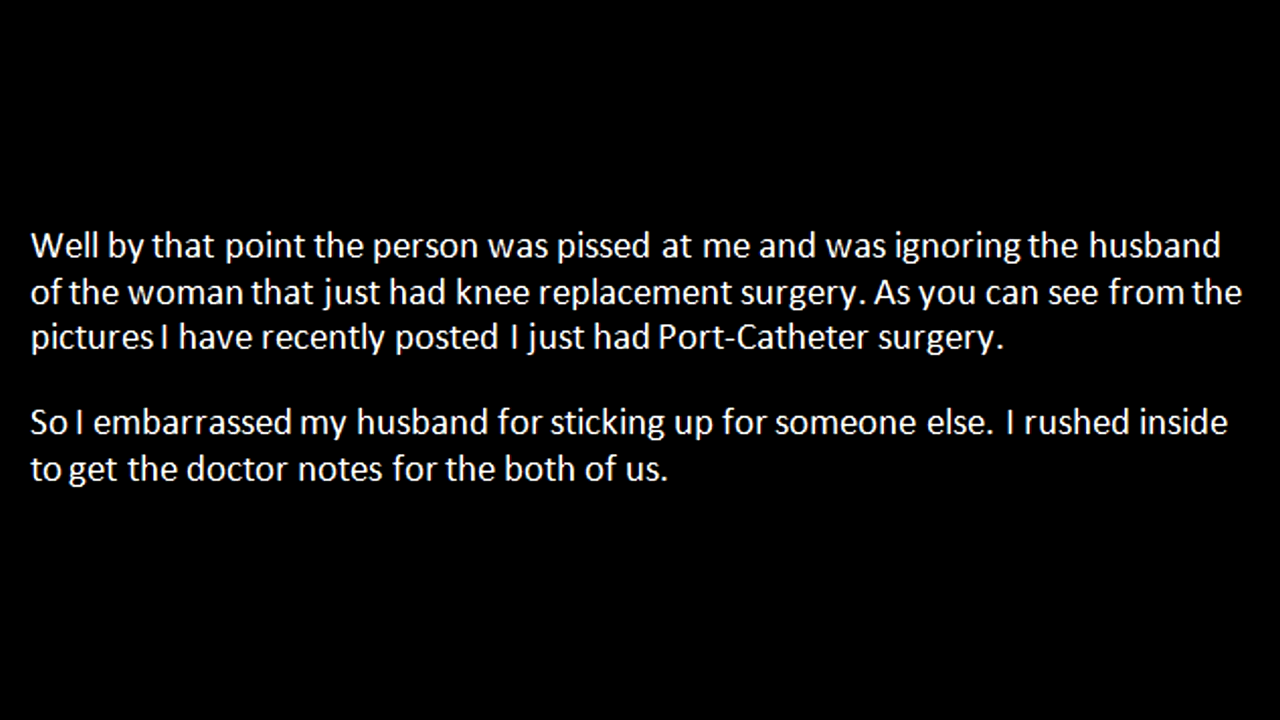 Well by that point the person was pissed at me and was ignoring the husband
of the woman that just had knee replacement surgery. As you can see from the
pictures I have recently posted I just had Port-Catheter surgery.
So I embarrassed my husband for sticking up for someone else. I rushed inside
to get the doctor notes for the both of us.